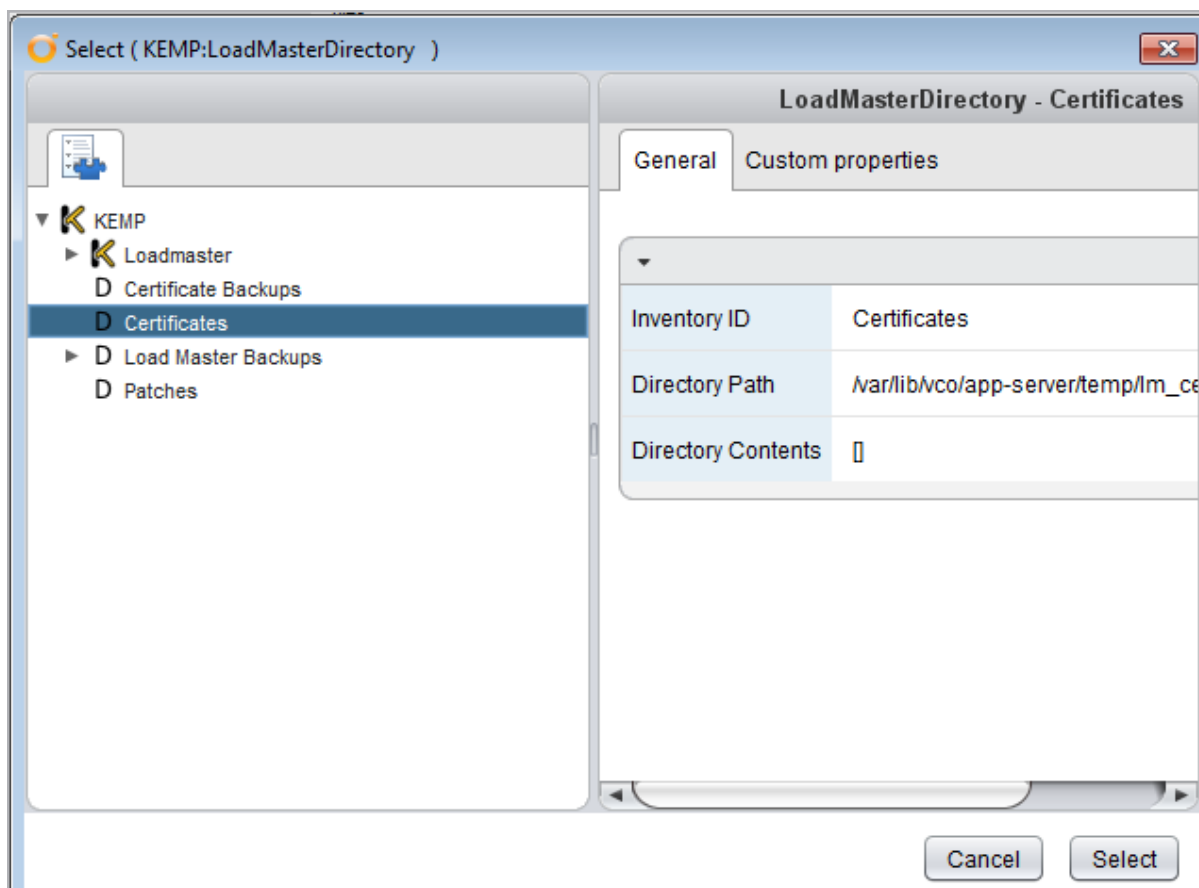 Select ( KEMP:LoadMasterDirectory )
LoadMasterDirectory - Certificates
General Custom properties
KEMP
Loadmaster
D Certificate Backups
D Certificates
D Load Master Backups
D Patches
Inventory ID Certificates
Directory Path /var/lib/vco/app-server/temp/lm_ce
Directory Contents []
Cancel Select